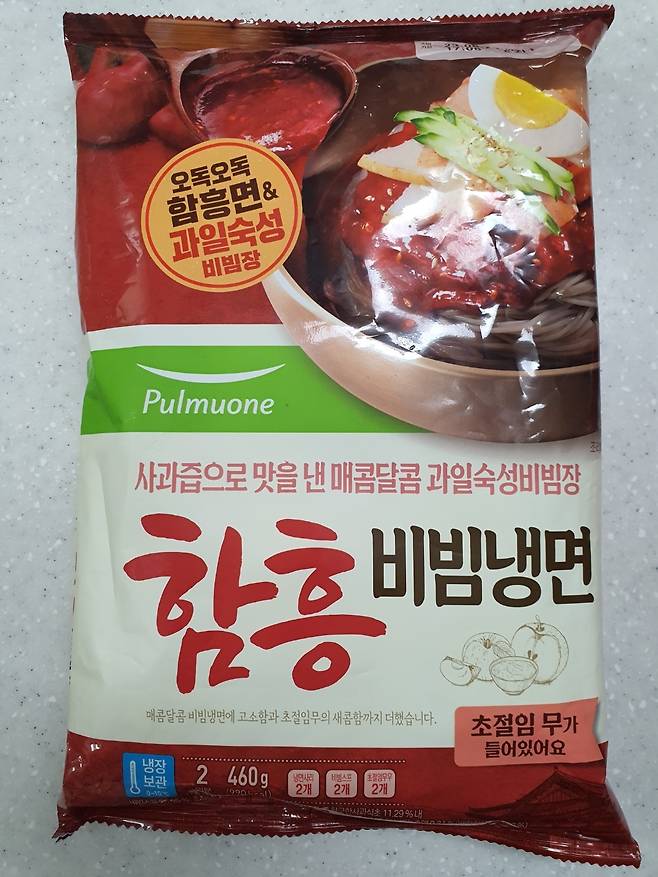 오독오독
함흥면&
과일숙성
비빔장
Pulmuone
사과즙으로 맛을 낸 매콤달콤 과일숙성비빔장
함흥 비빔냉면
매콤달콤 비빔냉면에 고소함과 초절임무의 새콤함까지 더했습니다.
초절임 무가
들어있어요
냉장
보관
2 460g
냉면사리
2개
비빔스프
2개
초절임무우
2개
11.29% 내